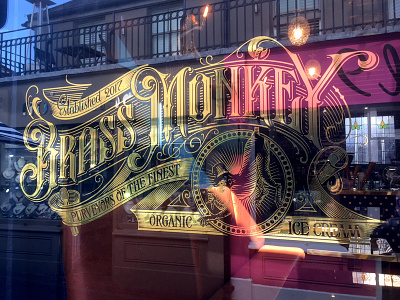 Established 2017
BRASS MONKEY
PURVEYORS OF THE FINEST
ORGANIC ICE CREAM